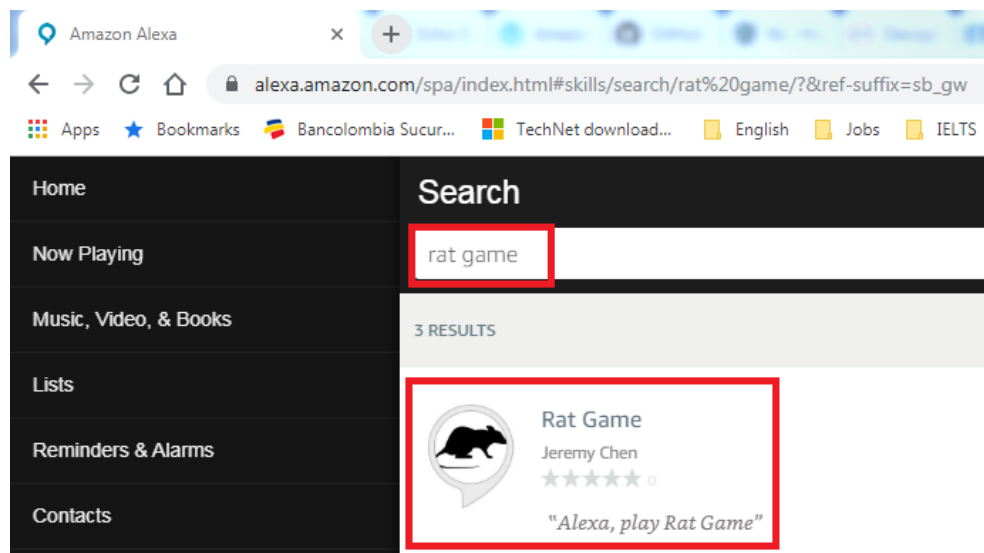 Amazon Alexa
alexa.amazon.com/spa/index.html#skills/search/rat%20game/?&ref-suffix=sb_gw
Apps Bookmarks Bancolombia Sucur... TechNet download... English Jobs IELTS
Home
Now Playing
Music, Video, & Books
Lists
Reminders & Alarms
Contacts
Search
rat game
3 RESULTS
Rat Game
Jeremy Chen
0
"Alexa, play Rat Game"